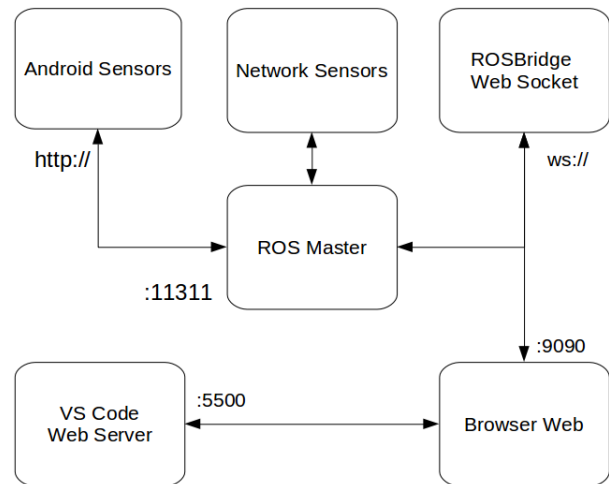 Android Sensors
Network Sensors
ROSBridge
Web Socket
http://
ws://
ROS Master
:11311
:9090
VS Code
Web Server
:5500
Browser Web